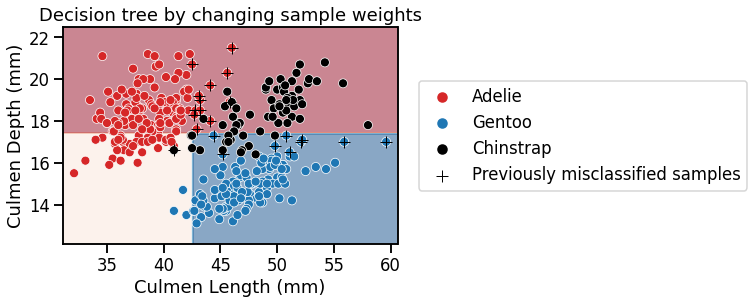 Decision tree by changing sample weights
22
20
18
16
14
Culmen Depth (mm)
35
40
45
50
55
60
Culmen Length (mm)
Adelie
Gentoo
Chinstrap
Previously misclassified samples